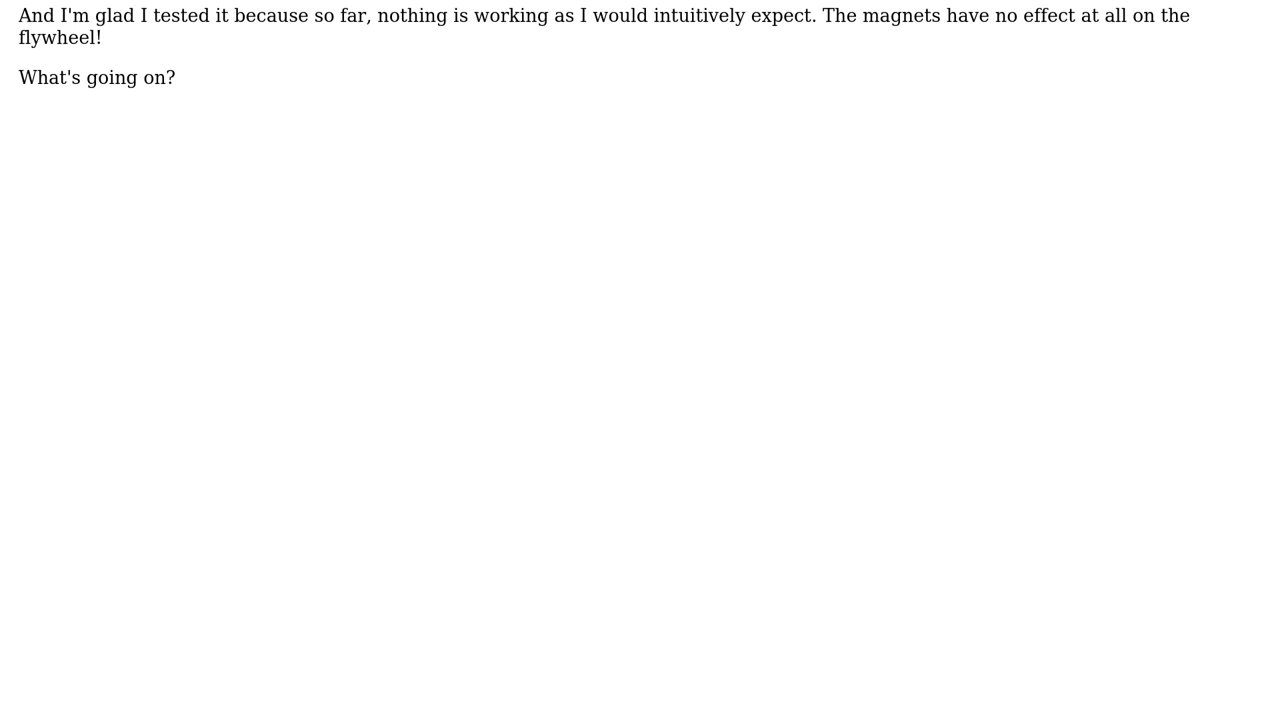 And I'm glad I tested it because so far, nothing is working as I would intuitively expect. The magnets have no effect at all on the
flywheel!
What's going on?